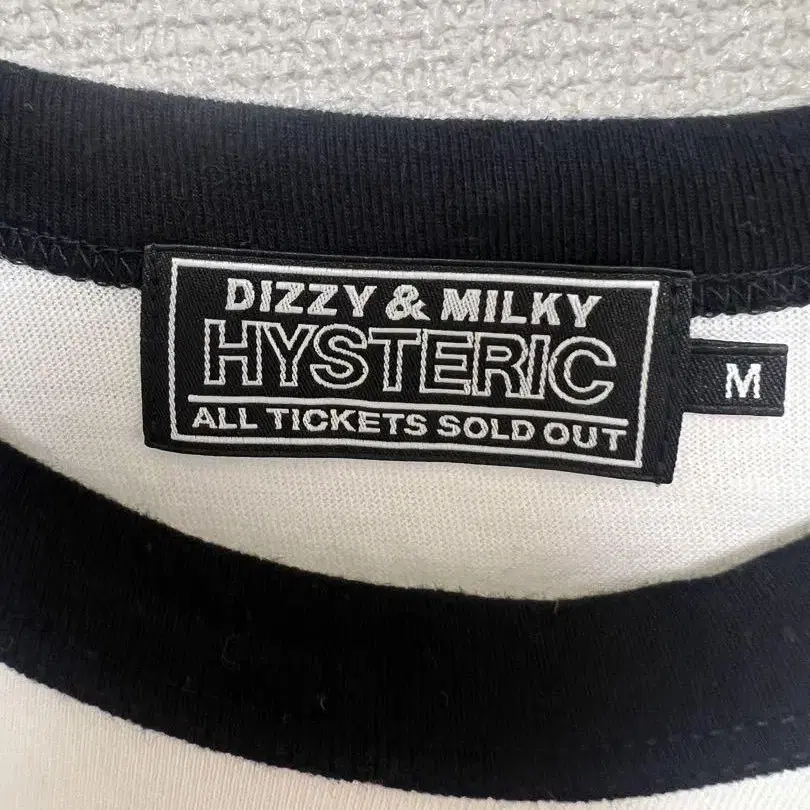 DIZZY & MILKY
HYSTERIC
ALL TICKETS SOLD OUT
M